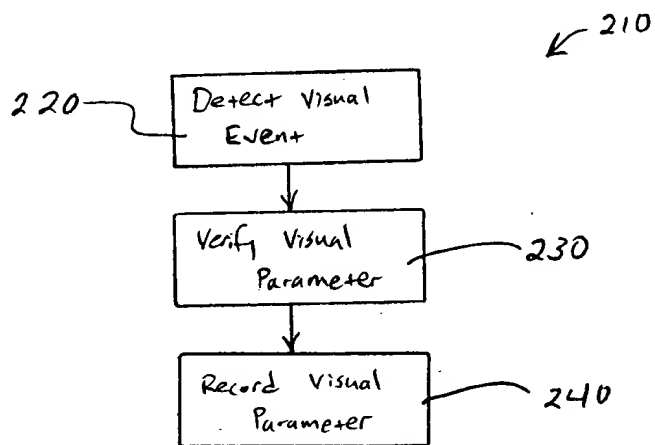 210
220
Detect Visual
Event
Verify Visual
Parameter
230
Record Visual
Parameter
240